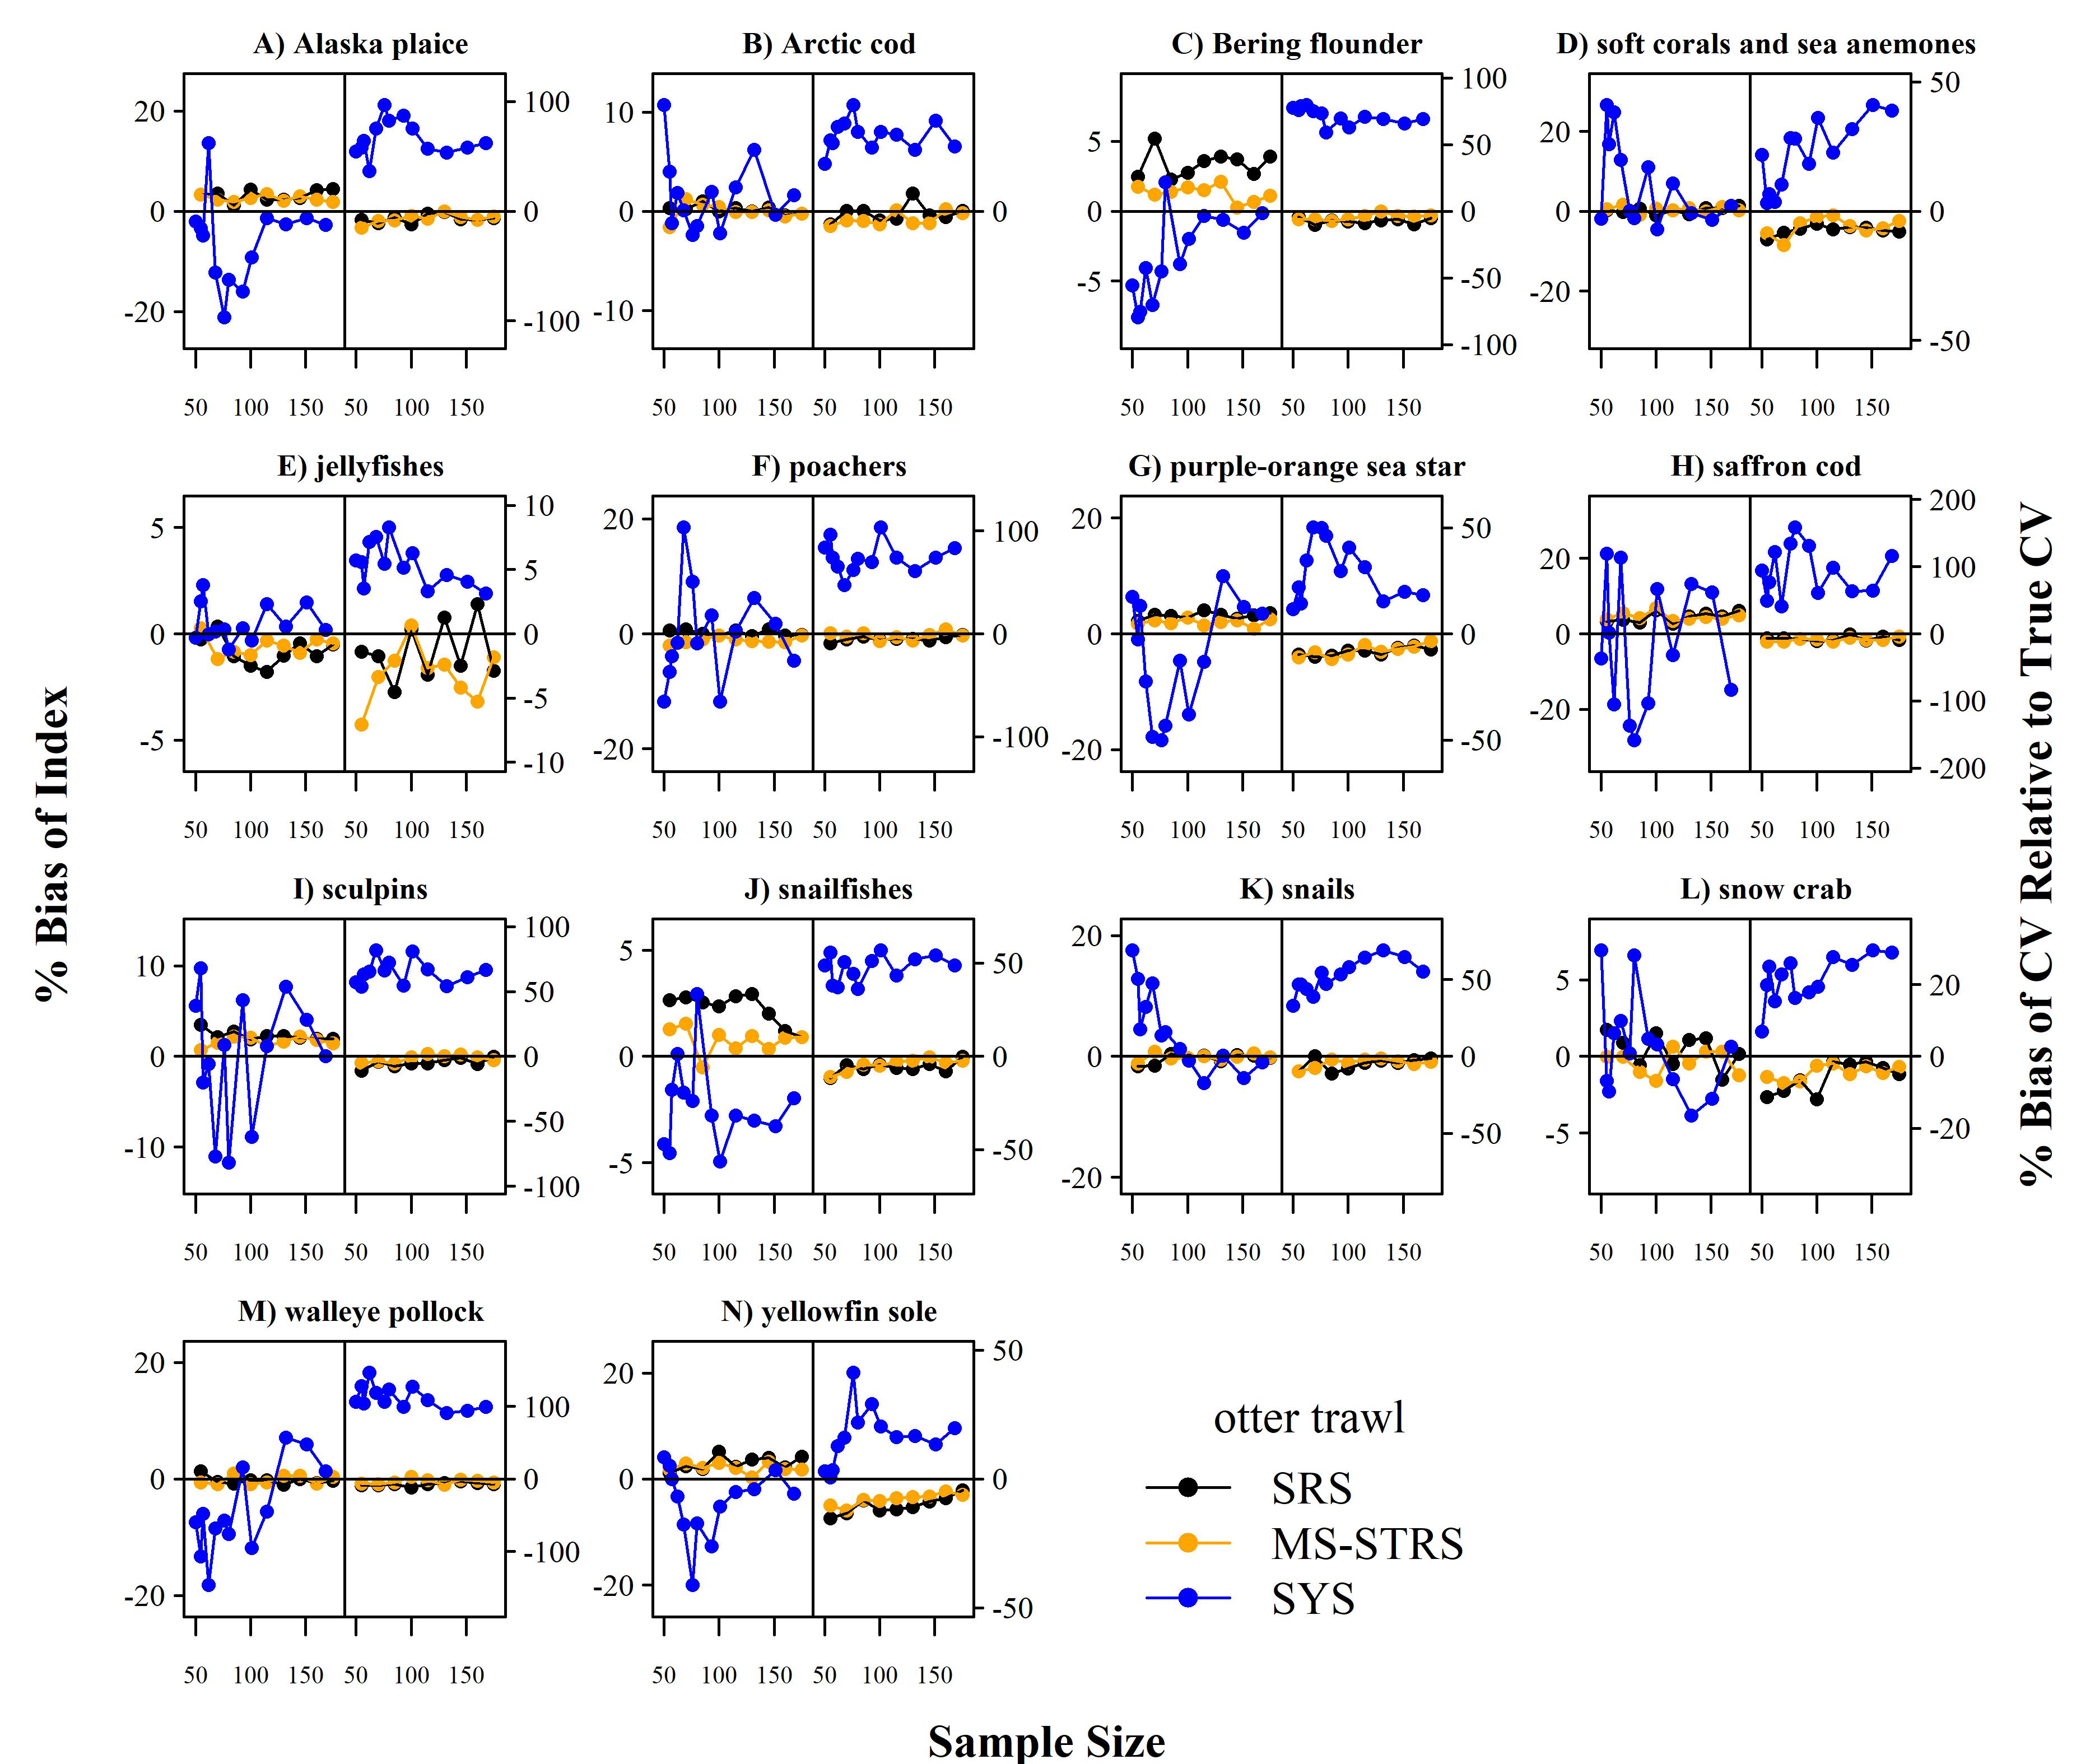 A) Alaska plaice
B) Arctic cod
C) Bering flounder
D) soft corals and sea anemones
20
0
-20
100
0
-100
10
0
-10
0
5
0
-5
100
50
0
-50
-100
20
0
-20
50
0
-50
50 100 150 50 100 150
50 100 150 50 100 150
50 100 150 50 100 150
50 100 150 50 100 150
E) jellyfishes
F) poachers
G) purple-orange sea star
H) saffron cod
5
0
-5
10
5
0
-5
-10
20
0
-20
100
0
-100
20
0
-20
50
0
-50
20
0
-20
200
100
0
-100
-200
50 100 150 50 100 150
50 100 150 50 100 150
50 100 150 50 100 150
50 100 150 50 100 150
% Bias of Index
% Bias of CV Relative to True CV
I) sculpins
J) snailfishes
K) snails
L) snow crab
10
0
-10
100
50
0
-50
-100
5
0
-5
50
0
-50
20
0
-20
50
0
-50
5
0
-5
20
0
-20
50 100 150 50 100 150
50 100 150 50 100 150
50 100 150 50 100 150
50 100 150 50 100 150
M) walleye pollock
N) yellowfin sole
20
0
-20
100
0
-100
20
0
-20
50
0
-50
50 100 150 50 100 150
50 100 150 50 100 150
otter trawl
SRS
MS-STRS
SYS
Sample Size